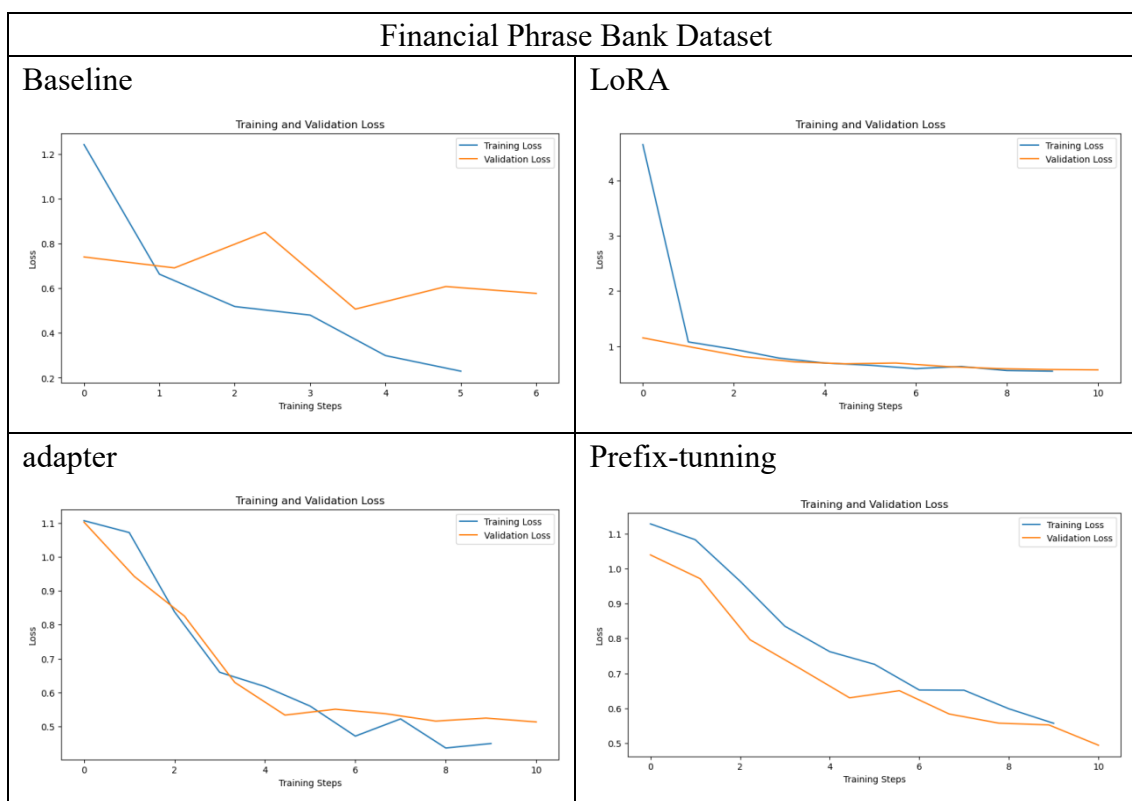 Financial Phrase Bank Dataset
Baseline
Training and Validation Loss
Training Loss
Validation Loss
1.2
1.0
0.8
0.6
0.4
0.2
Loss
0 1 2 3 4 5 6
Training Steps
LoRA
Training and Validation Loss
Training Loss
Validation Loss
4
3
2
1
Loss
0 2 4 6 8 10
Training Steps
adapter
Training and Validation Loss
Training Loss
Validation Loss
1.1
1.0
0.9
0.8
0.7
0.6
0.5
Loss
0 2 4 6 8 10
Training Steps
Prefix-tunning
Training and Validation Loss
Training Loss
Validation Loss
1.1
1.0
0.9
0.8
0.7
0.6
0.5
Loss
0 2 4 6 8 10
Training Steps